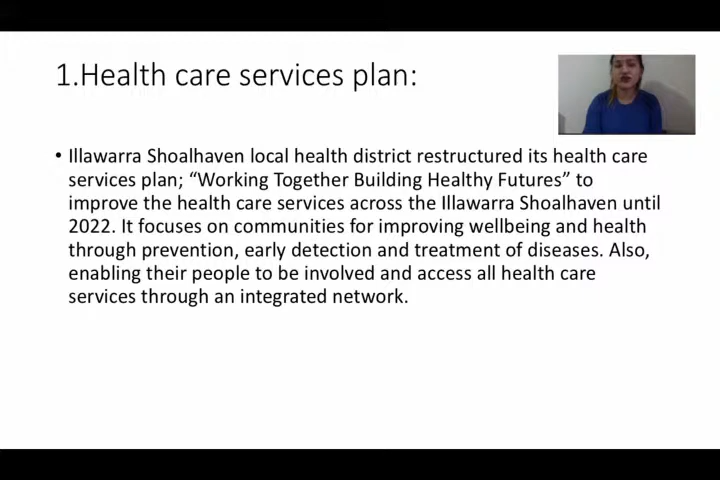 1.Health care services plan:
• Illawarra Shoalhaven local health district restructured its health care
services plan; “Working Together Building Healthy Futures” to
improve the health care services across the Illawarra Shoalhaven until
2022. It focuses on communities for improving wellbeing and health
through prevention, early detection and treatment of diseases. Also,
enabling their people to be involved and access all health care
services through an integrated network.